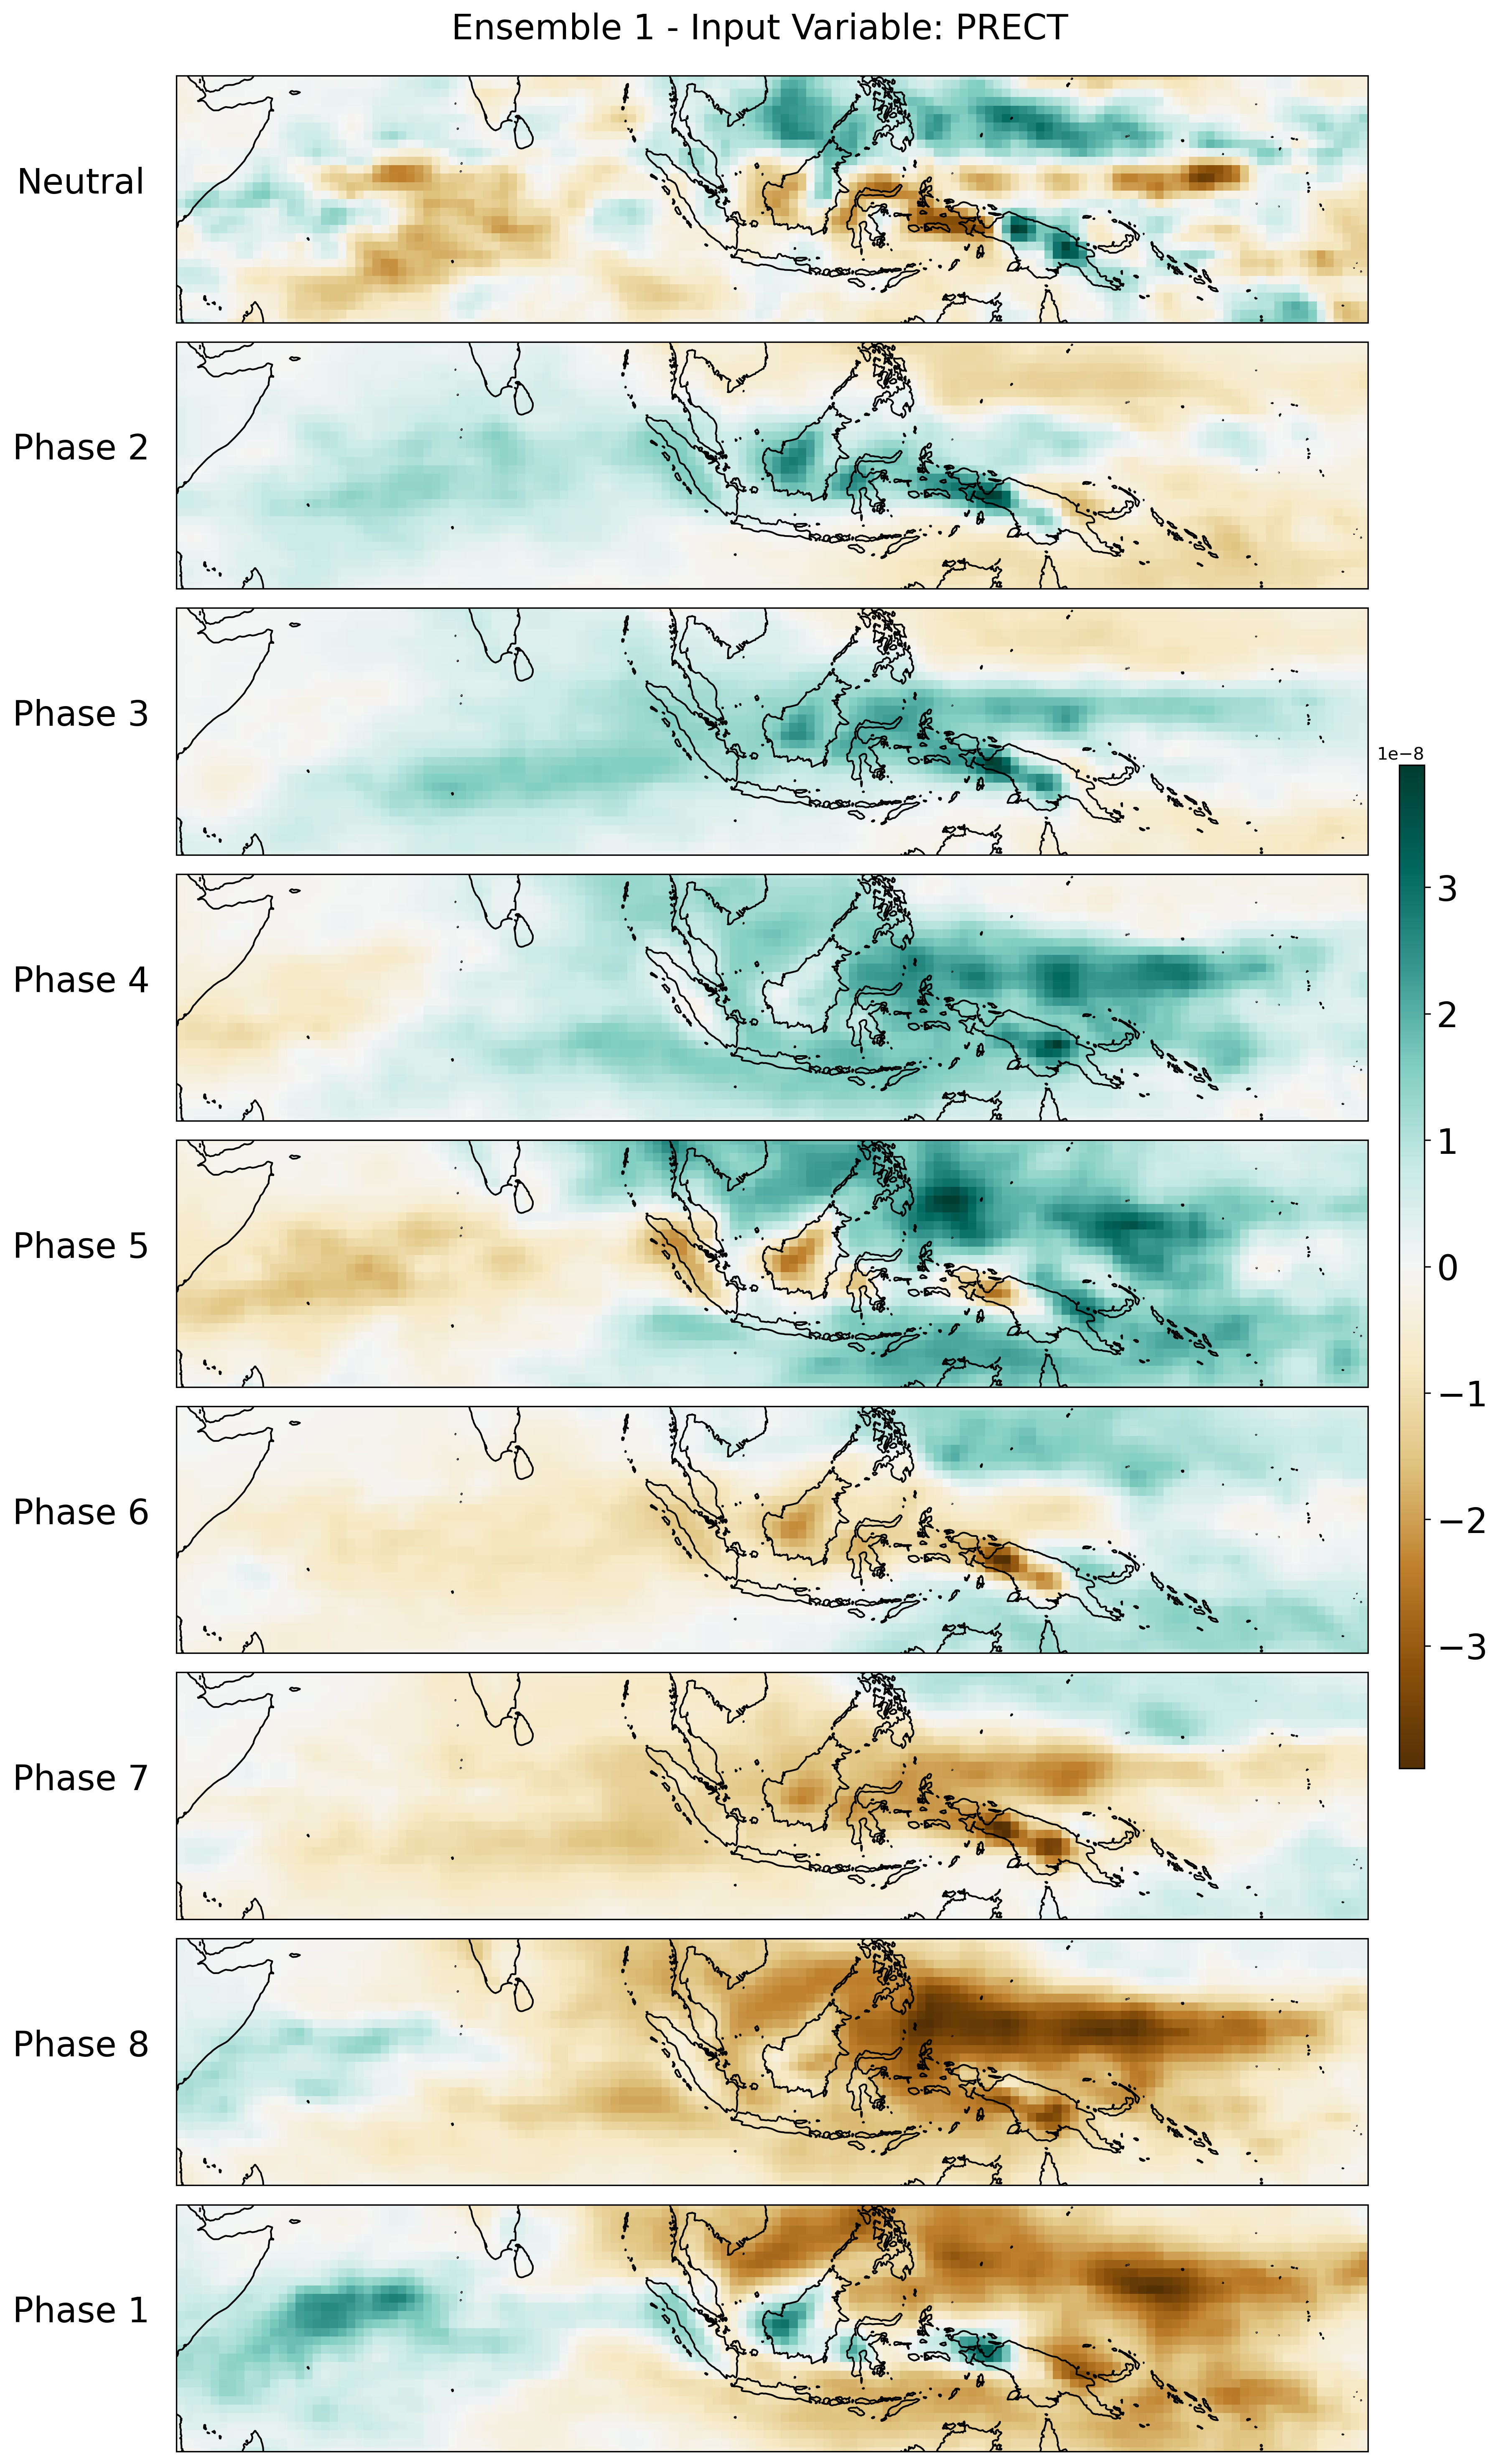 Ensemble 1 - Input Variable: PRECT
Neutral
Phase 2
Phase 3
1e−8
Phase 4
3
2
1
Phase 5
0
−1
Phase 6
−2
−3
Phase 7
Phase 8
Phase 1